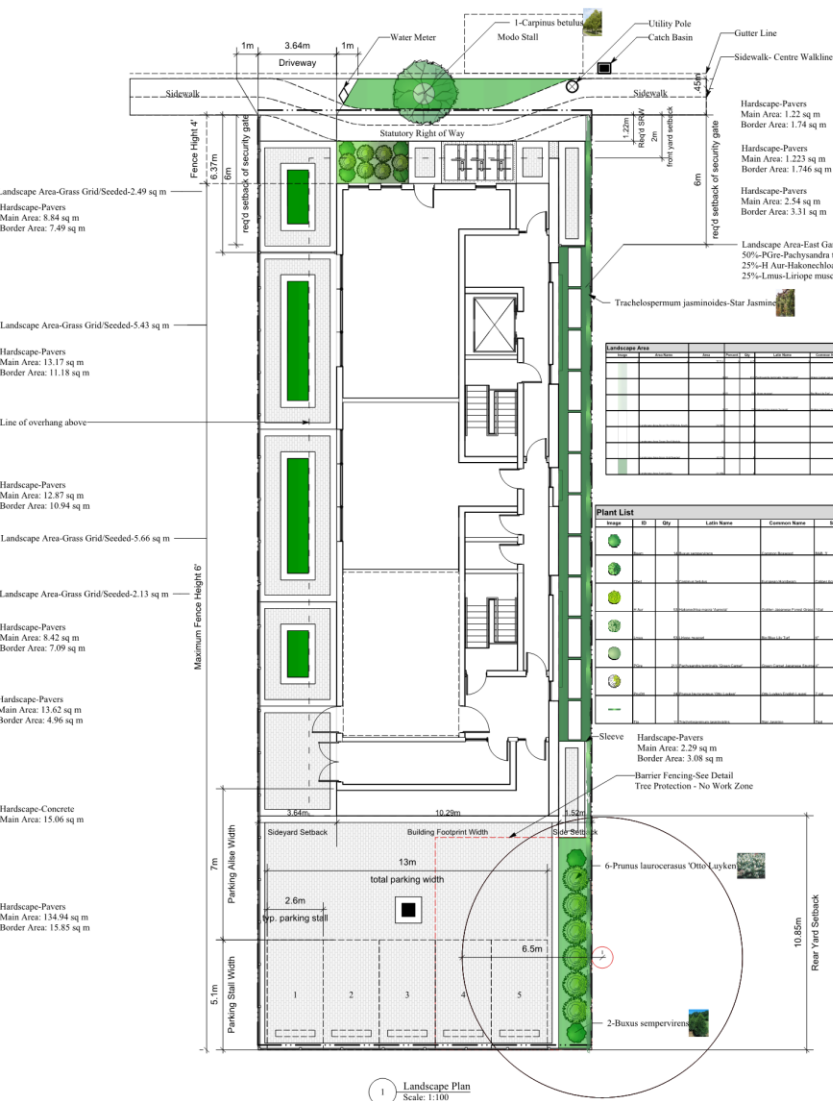 1-Carpinus betulus
Modo Stall
Utility Pole
Catch Basin
Gutter Line
Water Meter
1m
3.64m
1m
Driveway
Sidewalk- Centre Walkline
Sidewalk
Sidewalk
.45m
Statutory Right of Way
Fence Hight 4'
6.37m
6m
req'd setback of security gate
1.22m
Req'd SRW
2m
front yard setback
6m
req'd setback of security gate
Hardscape-Pavers
Main Area: 1.22 sq m
Border Area: 1.74 sq m
Hardscape-Pavers
Main Area: 1.223 sq m
Border Area: 1.746 sq m
Hardscape-Pavers
Main Area: 2.54 sq m
Border Area: 3.31 sq m
Landscape Area-Grass Grid/Seeded-2.49 sq m
Hardscape-Pavers
Main Area: 8.84 sq m
Border Area: 7.49 sq m
Landscape Area-East Ga
50%-PGre-Pachysandra t
25%-H Aur-Hakonechloa
25%-Lmus-Liriope musc
Trachelospermum jasminoides-Star Jasmine
Landscape Area-Grass Grid/Seeded-5.43 sq m
Hardscape-Pavers
Main Area: 13.17 sq m
Border Area: 11.18 sq m
Landscape Area
Image Area Name Area Percent Qty Latin Name
Line of overhang above
Hardscape-Pavers
Main Area: 12.87 sq m
Border Area: 10.94 sq m
Landscape Area-Grass Grid/Seeded-5.66 sq m
Plant List
Image ID Qty Latin Name Common Name
Landscape Area-Grass Grid/Seeded-2.13 sq m
Hardscape-Pavers
Main Area: 8.42 sq m
Border Area: 7.09 sq m
Maximum Fence Height 6'
Hardscape-Pavers
Main Area: 13.62 sq m
Border Area: 4.96 sq m
Sleeve
Hardscape-Pavers
Main Area: 2.29 sq m
Border Area: 3.08 sq m
Barrier Fencing-See Detail
Tree Protection - No Work Zone
Hardscape-Concrete
Main Area: 15.06 sq m
3.64m
10.29m
1.52m
Sideyard Setback
Building Footprint Width
Side Setback
7m
Parking Ailse Width
13m
total parking width
2.6m
typ. parking stall
6-Prunus laurocerasus 'Otto Luyken'
Hardscape-Pavers
Main Area: 134.94 sq m
Border Area: 15.85 sq m
10.85m
Rear Yard Setback
6.5m
5.1m
Parking Stall Width
1 2 3 4 5
2-Buxus sempervirens
1
Landscape Plan
Scale: 1:100